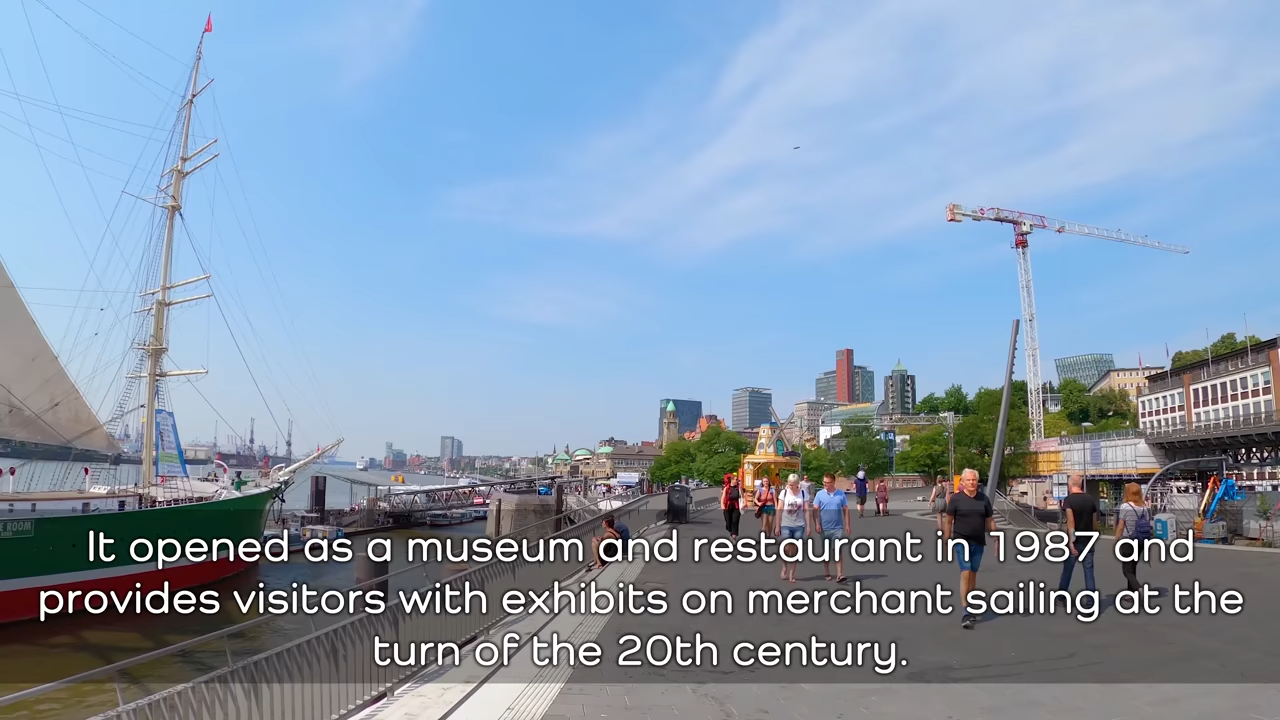 E ROOM
It opened as a museum and restaurant in 1987 and
provides visitors with exhibits on merchant sailing at the
turn of the 20th century.